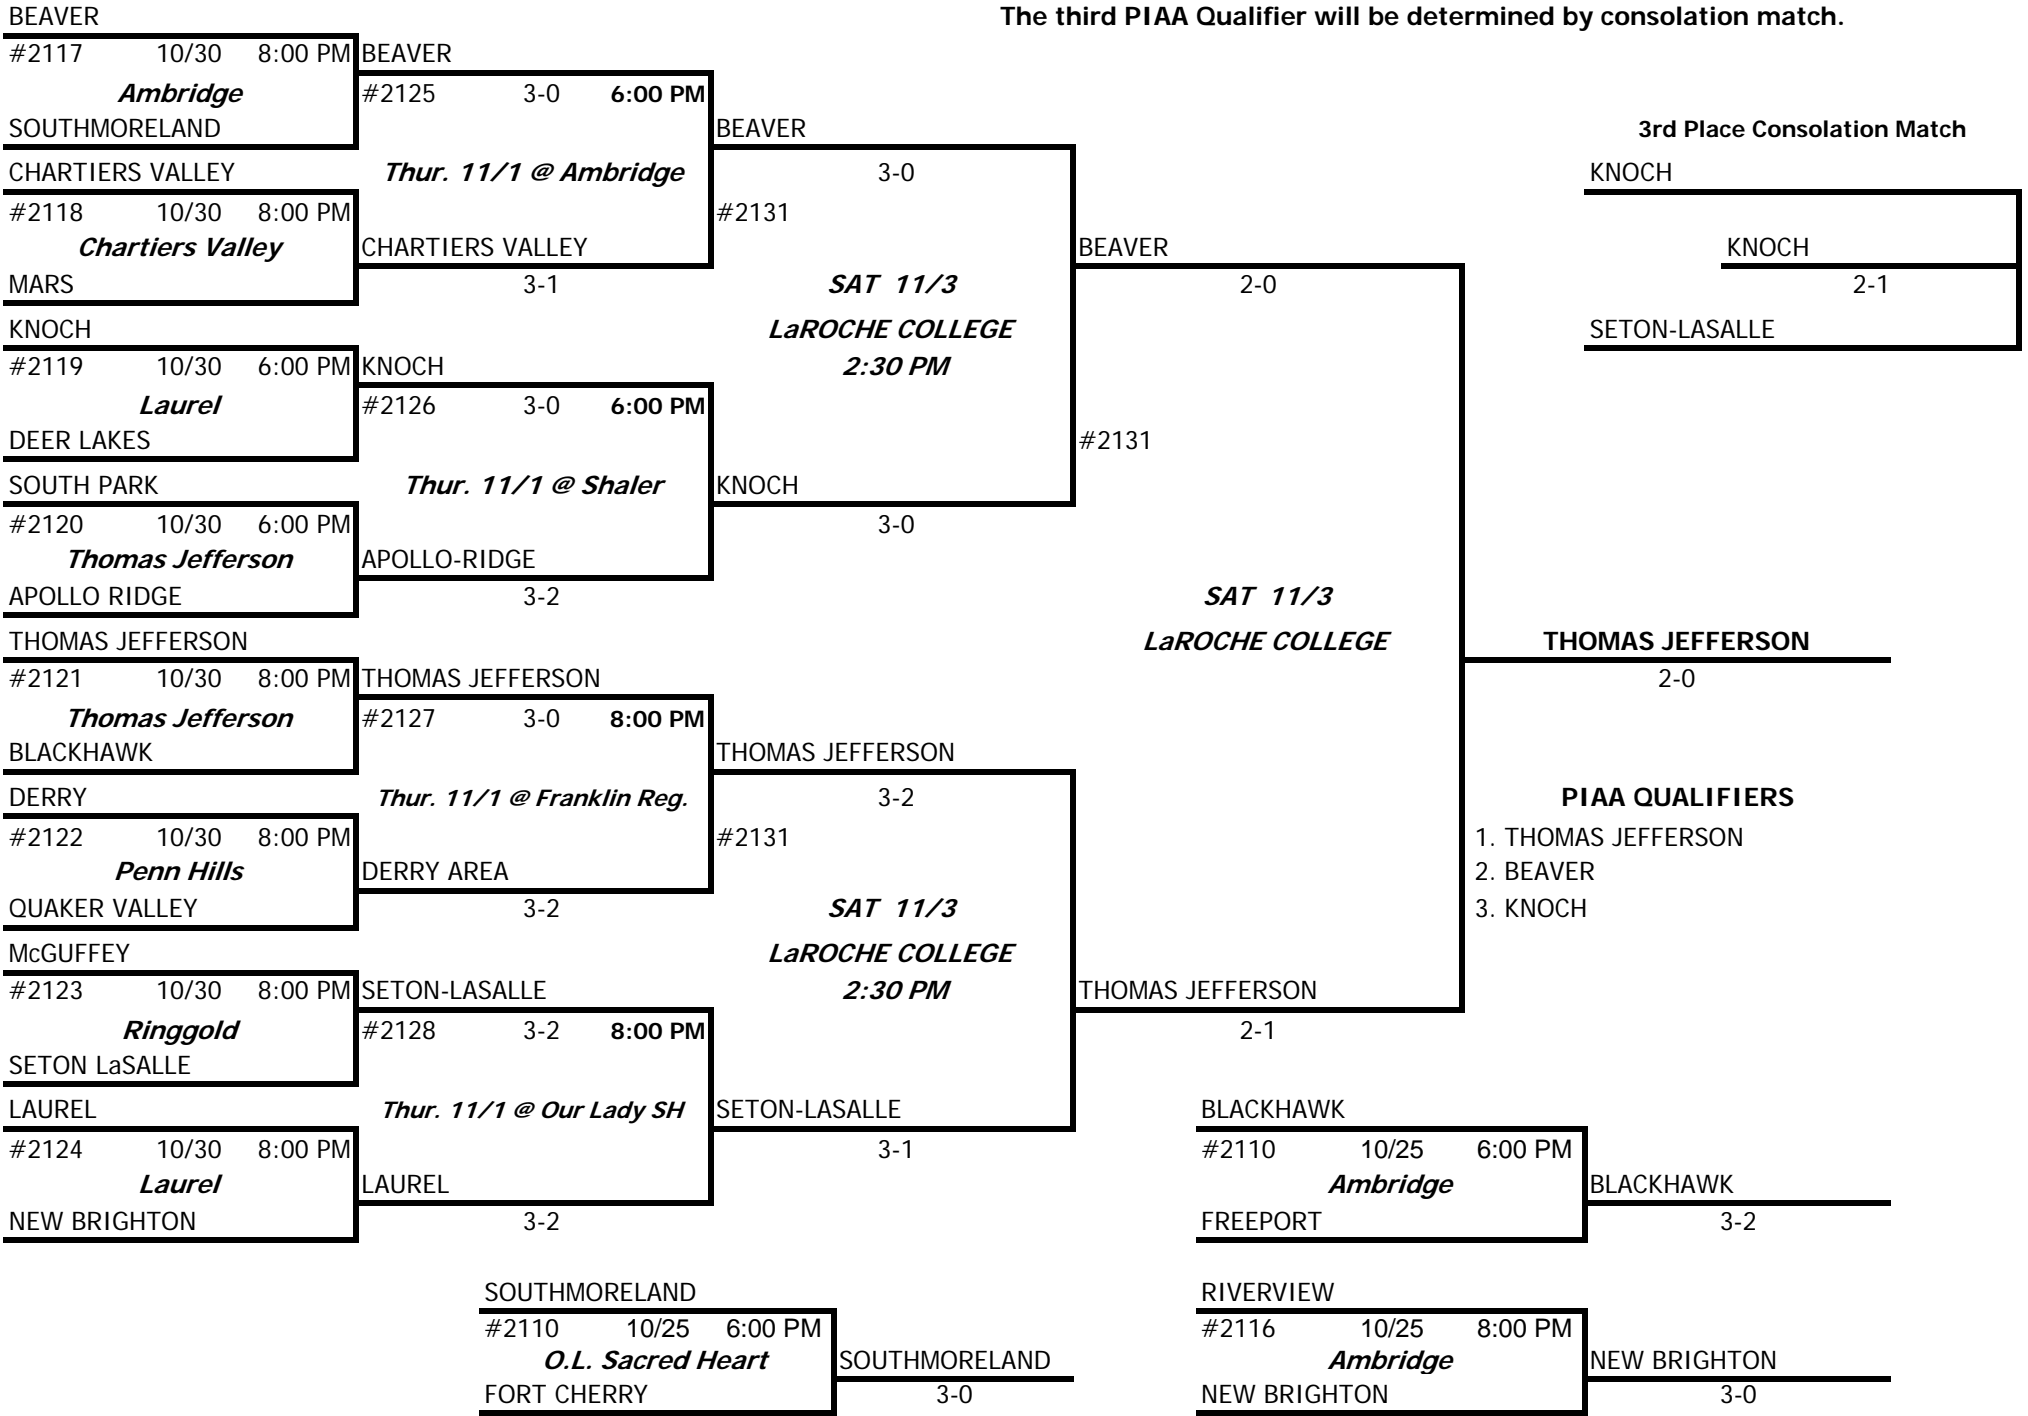 BEAVER
The third PIAA Qualifier will be determined by consolation match.
#2117 10/30 8:00 PM
BEAVER
Ambridge
#2125 3-0 6:00 PM
SOUTHMORELAND
BEAVER
3rd Place Consolation Match
CHARTIERS VALLEY
Thur. 11/1 @ Ambridge
3-0
KNOCH
#2118 10/30 8:00 PM
#2131
Chartiers Valley
CHARTIERS VALLEY
BEAVER
KNOCH
MARS
3-1
SAT 11/3
2-0
2-1
KNOCH
LaROCHE COLLEGE
SETON-LASALLE
#2119 10/30 6:00 PM
KNOCH
2:30 PM
Laurel
#2126 3-0 6:00 PM
DEER LAKES
#2131
SOUTH PARK
Thur. 11/1 @ Shaler
KNOCH
#2120 10/30 6:00 PM
3-0
Thomas Jefferson
APOLLO-RIDGE
APOLLO RIDGE
3-2
SAT 11/3
THOMAS JEFFERSON
LaROCHE COLLEGE
THOMAS JEFFERSON
#2121 10/30 8:00 PM
THOMAS JEFFERSON
2-0
Thomas Jefferson
#2127 3-0 8:00 PM
BLACKHAWK
THOMAS JEFFERSON
DERRY
Thur. 11/1 @ Franklin Reg.
3-2
PIAA QUALIFIERS
#2122 10/30 8:00 PM
#2131
1. THOMAS JEFFERSON
Penn Hills
DERRY AREA
2. BEAVER
QUAKER VALLEY
3-2
SAT 11/3
3. KNOCH
McGUFFEY
LaROCHE COLLEGE
#2123 10/30 8:00 PM
SETON-LASALLE
2:30 PM
THOMAS JEFFERSON
Ringgold
#2128 3-2 8:00 PM
2-1
SETON LaSALLE
LAUREL
Thur. 11/1 @ Our Lady SH
SETON-LASALLE
BLACKHAWK
#2124 10/30 8:00 PM
3-1
#2110 10/25 6:00 PM
Laurel
LAUREL
Ambridge
BLACKHAWK
NEW BRIGHTON
3-2
FREEPORT
3-2
SOUTHMORELAND
RIVERVIEW
#2110 10/25 6:00 PM
#2116 10/25 8:00 PM
O.L. Sacred Heart
SOUTHMORELAND
Ambridge
NEW BRIGHTON
FORT CHERRY
3-0
NEW BRIGHTON
3-0